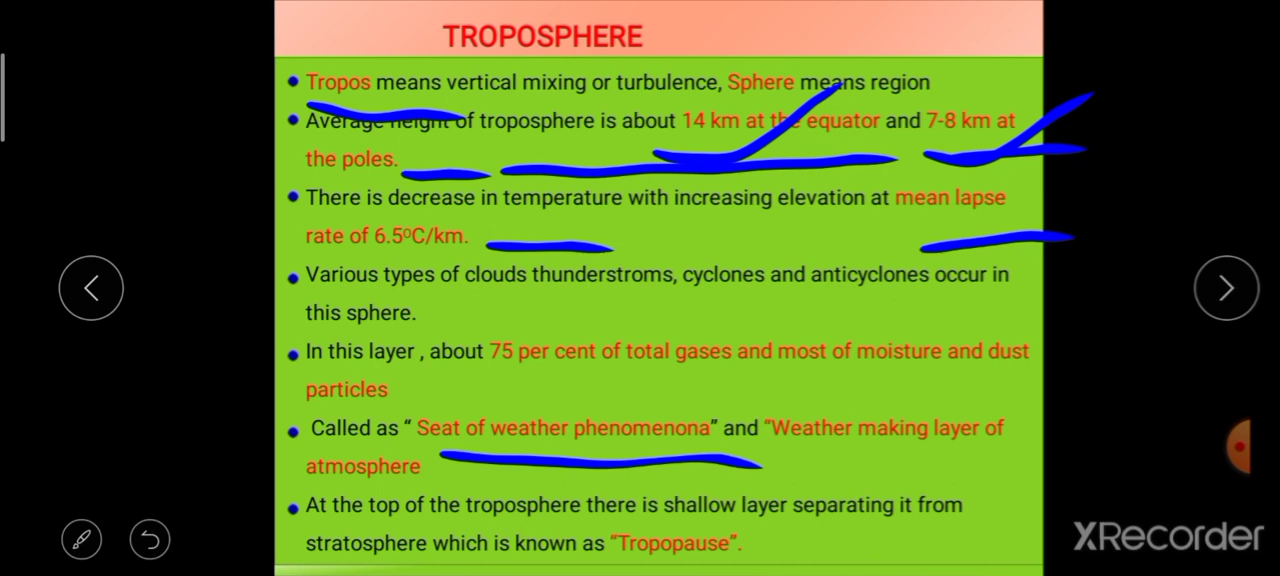 TROPOSPHERE
Tropos means vertical mixing or turbulence, Sphere means region
Average height of troposphere is about 14 km at the equator and 7-8 km at
the poles.
There is decrease in temperature with increasing elevation at mean lapse
rate of 6.5⁰C/km.
Various types of clouds thunderstroms, cyclones and anticyclones occur in
this sphere.
In this layer , about 75 per cent of total gases and most of moisture and dust
particles
Called as “ Seat of weather phenomenona” and “Weather making layer of
atmosphere
At the top of the troposphere there is shallow layer separating it from
stratosphere which is known as “Tropopause”.
XRecorder